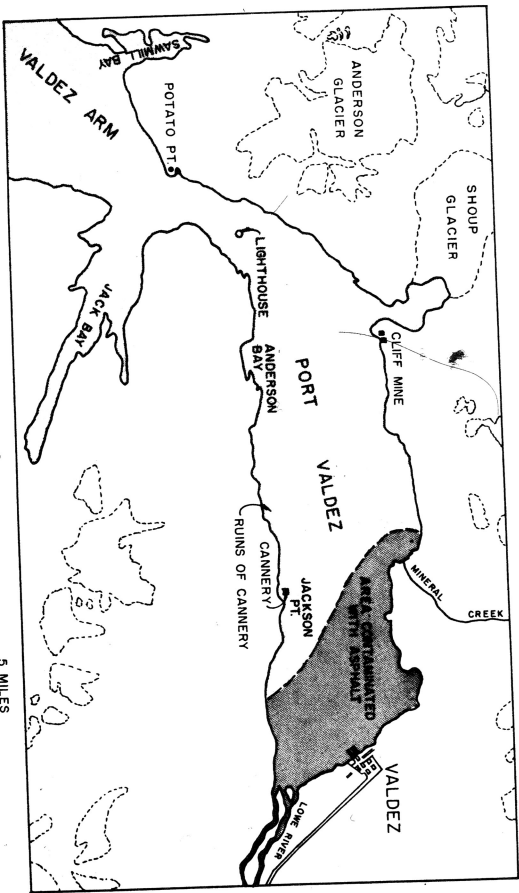 SAWMILL BAY
VALDEZ ARM
POTATO PT.
ANDERSON
GLACIER
SHOUP
GLACIER
LIGHTHOUSE
JACK BAY
ANDERSON
BAY
PORT
VALDEZ
CLIFF MINE
CANNERY
RUINS OF CANNERY
JACKSON
PT.
MINERAL
CREEK
AREA CONTAMINATED
WITH ASPHALT
VALDEZ
LOWE RIVER
5 MILES